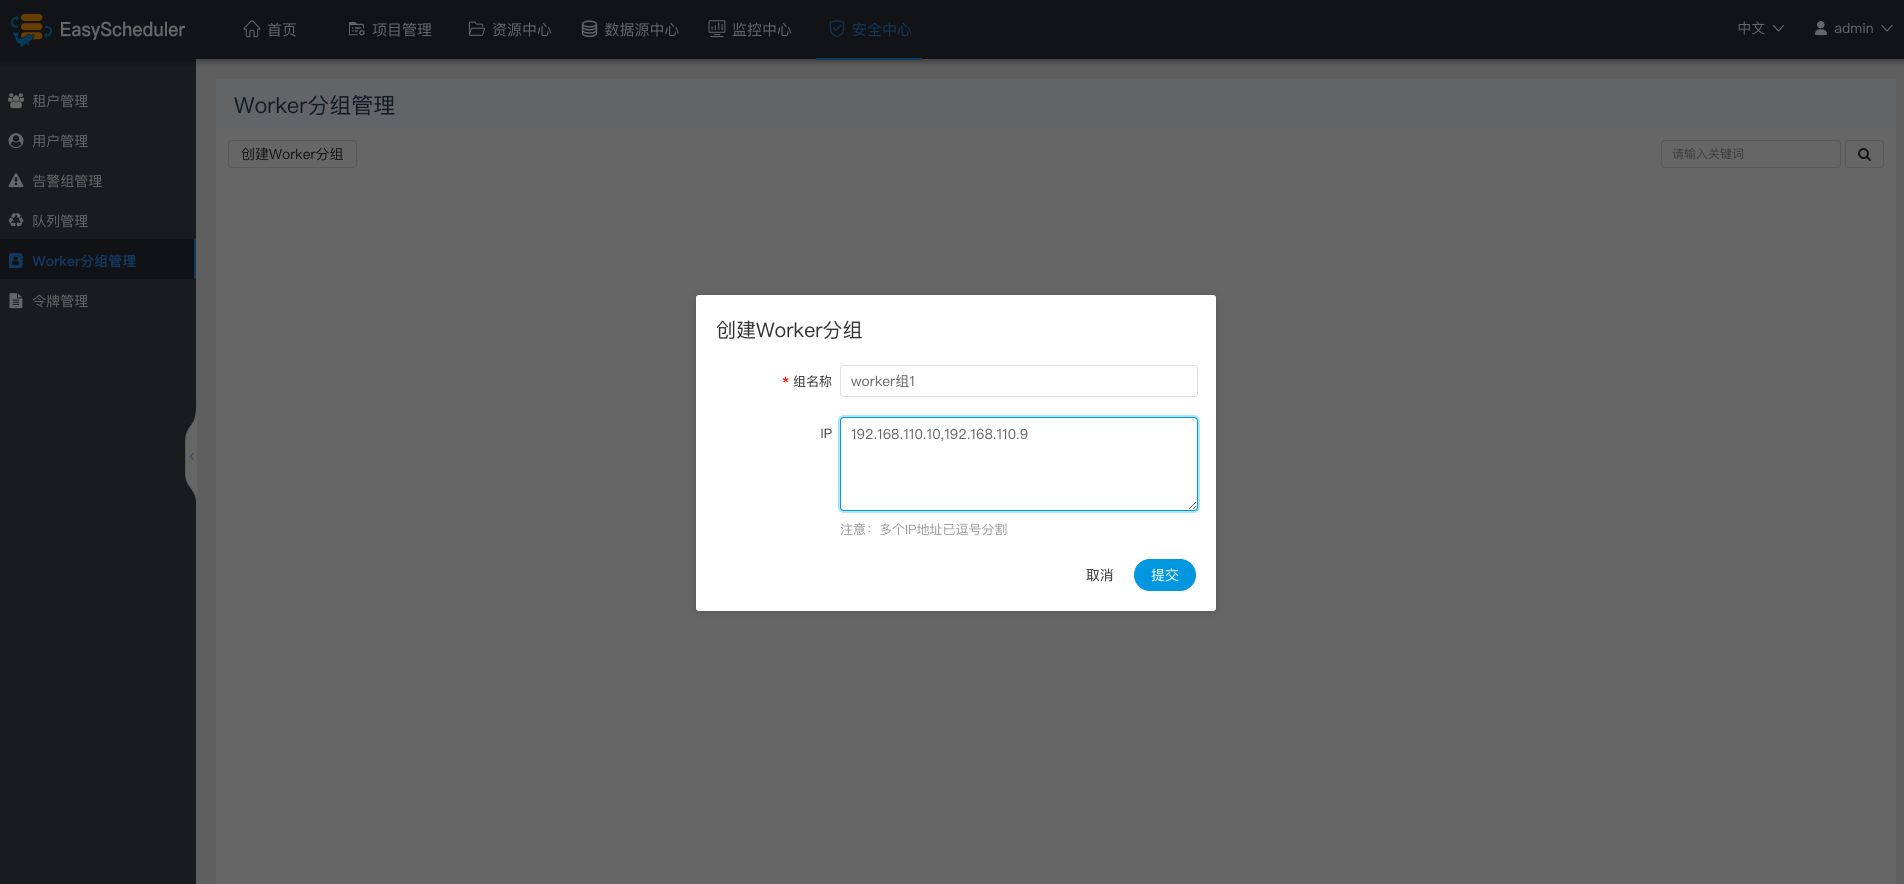 EasyScheduler
首页
项目管理
资源中心
数据源中心
监控中心
安全中心
中文
admin
租户管理
用户管理
告警组管理
队列管理
Worker分组管理
令牌管理
Worker分组管理
创建Worker分组
请输入关键词
创建Worker分组
* 组名称
worker组1
IP
192.168.110.10,192.168.110.9
注意：多个IP地址已逗号分割
取消
提交